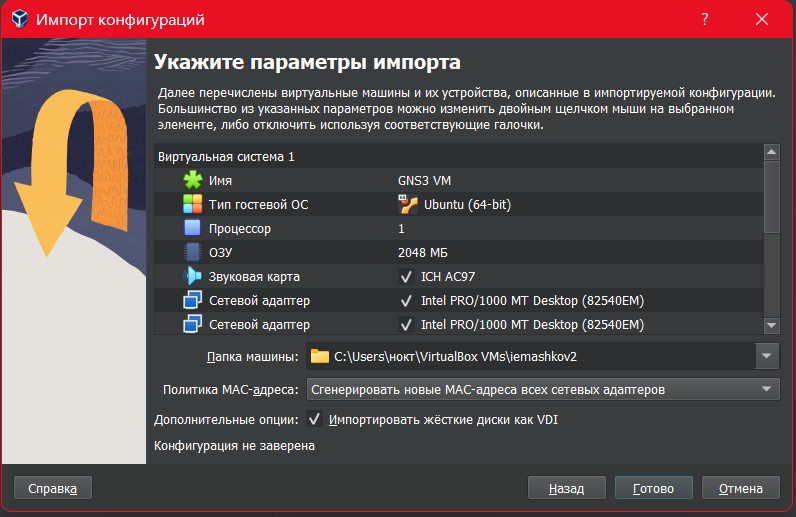 Импорт конфигураций
?
Укажите параметры импорта
Далее перечислены виртуальные машины и их устройства, описанные в импортируемой конфигурации.
Большинство из указанных параметров можно изменить двойным щелчком мыши на выбранном
элементе, либо отключить используя соответствующие галочки.
Виртуальная система 1
Имя GNS3 VM
Тип гостевой ОС Ubuntu (64-bit)
Процессор 1
ОЗУ 2048 МБ
Звуковая карта ICH AC97
Сетевой адаптер Intel PRO/1000 MT Desktop (82540EM)
Сетевой адаптер Intel PRO/1000 MT Desktop (82540EM)
Папка машины: C:\Users\нокт\VirtualBox VMs\iemashkov2
Политика MAC-адреса: Сгенерировать новые MAC-адреса всех сетевых адаптеров
Дополнительные опции: Импортировать жёсткие диски как VDI
Конфигурация не заверена
Справка Назад Готово Отмена